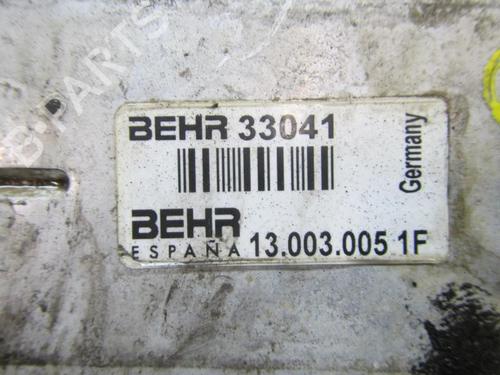 B-PARTS
BEHR 33041
Germany
BEHR
ESPAÑA 13.003.005 1F